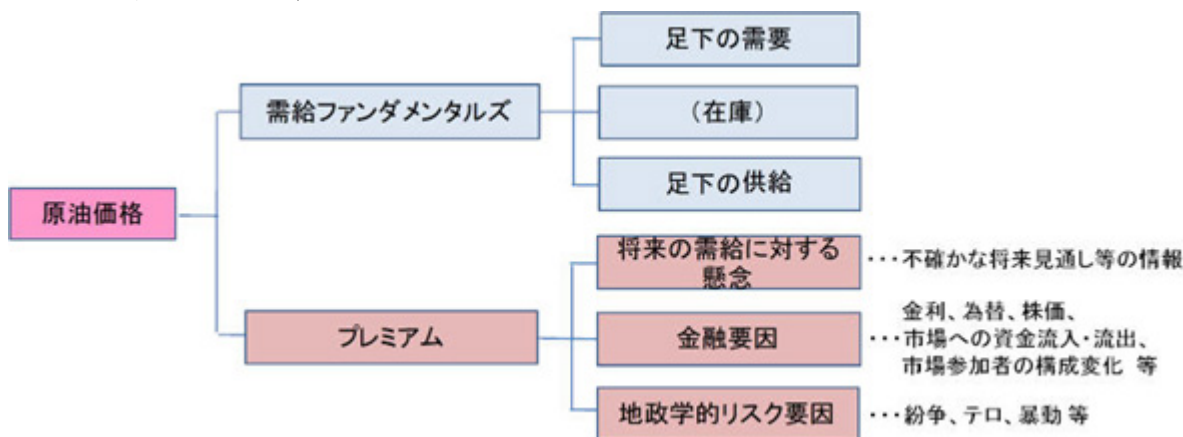 足下の需要
需給ファンダメンタルズ
（在庫）
足下の供給
原油価格
将来の需給に対する
懸念
・・・不確かな将来見通し等の情報
プレミアム
金融要因
金利、為替、株価、
・・・市場への資金流入・流出、
市場参加者の構成変化 等
地政学的リスク要因
・・・紛争、テロ、暴動 等